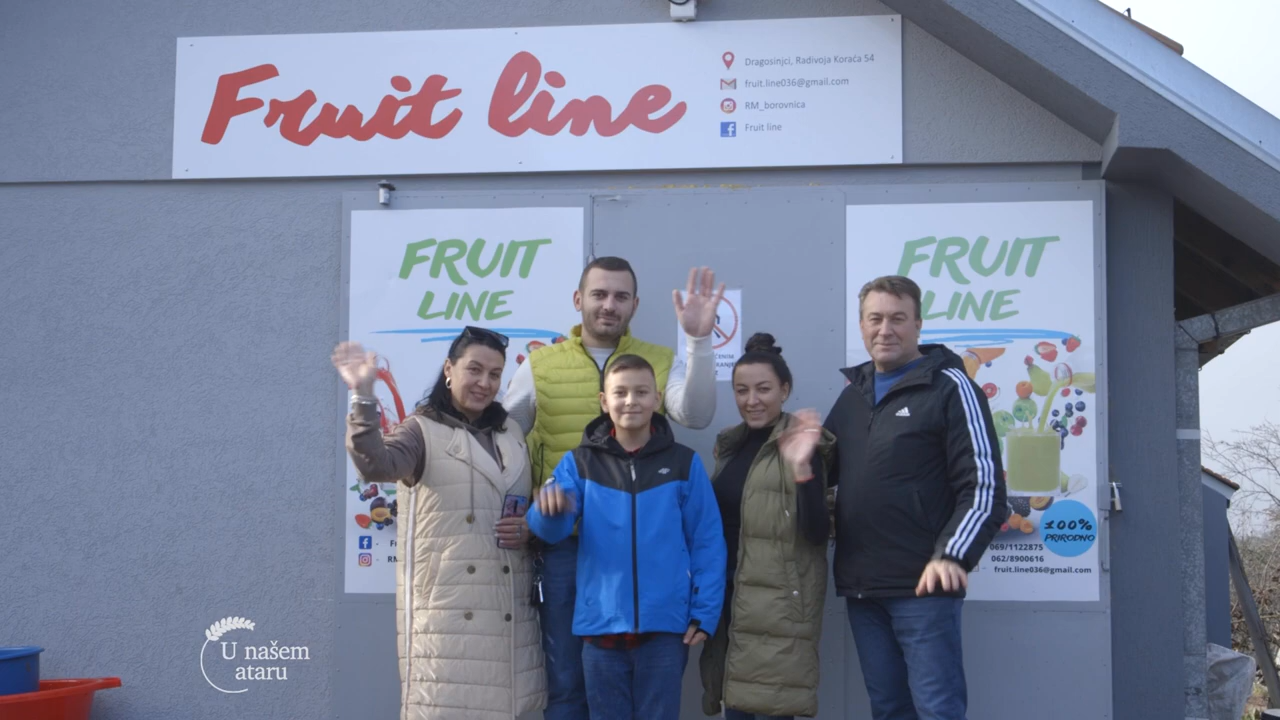 Fruit line
Dragosinjci, Radivoja Koraća 54
fruit.line036@gmail.com
RM_borovnica
Fruit line
FRUIT
LINE
FRUIT
LINE
100%
PRIRODNO
069/1122875
062/8900616
fruit.line036@gmail.com
U našem
ataru